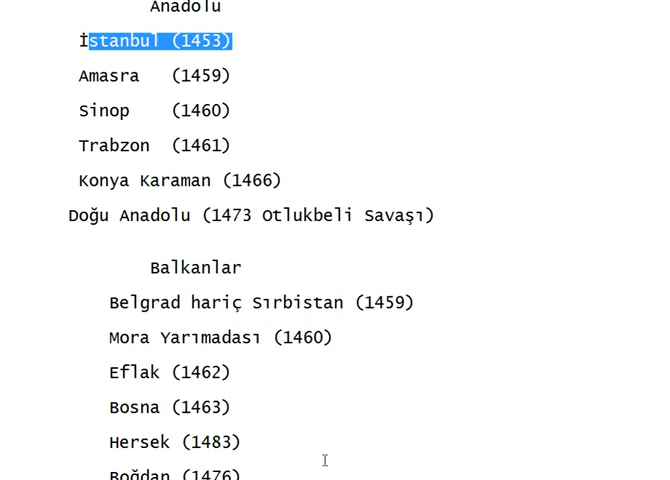 Anadolu
İstanbul (1453)
Amasra (1459)
Sinop (1460)
Trabzon (1461)
Konya Karaman (1466)
Doğu Anadolu (1473 Otlukbeli Savaşı)
Balkanlar
Belgrad hariç Sırbistan (1459)
Mora Yarımadası (1460)
Eflak (1462)
Bosna (1463)
Hersek (1483)
Boğdan (1476)